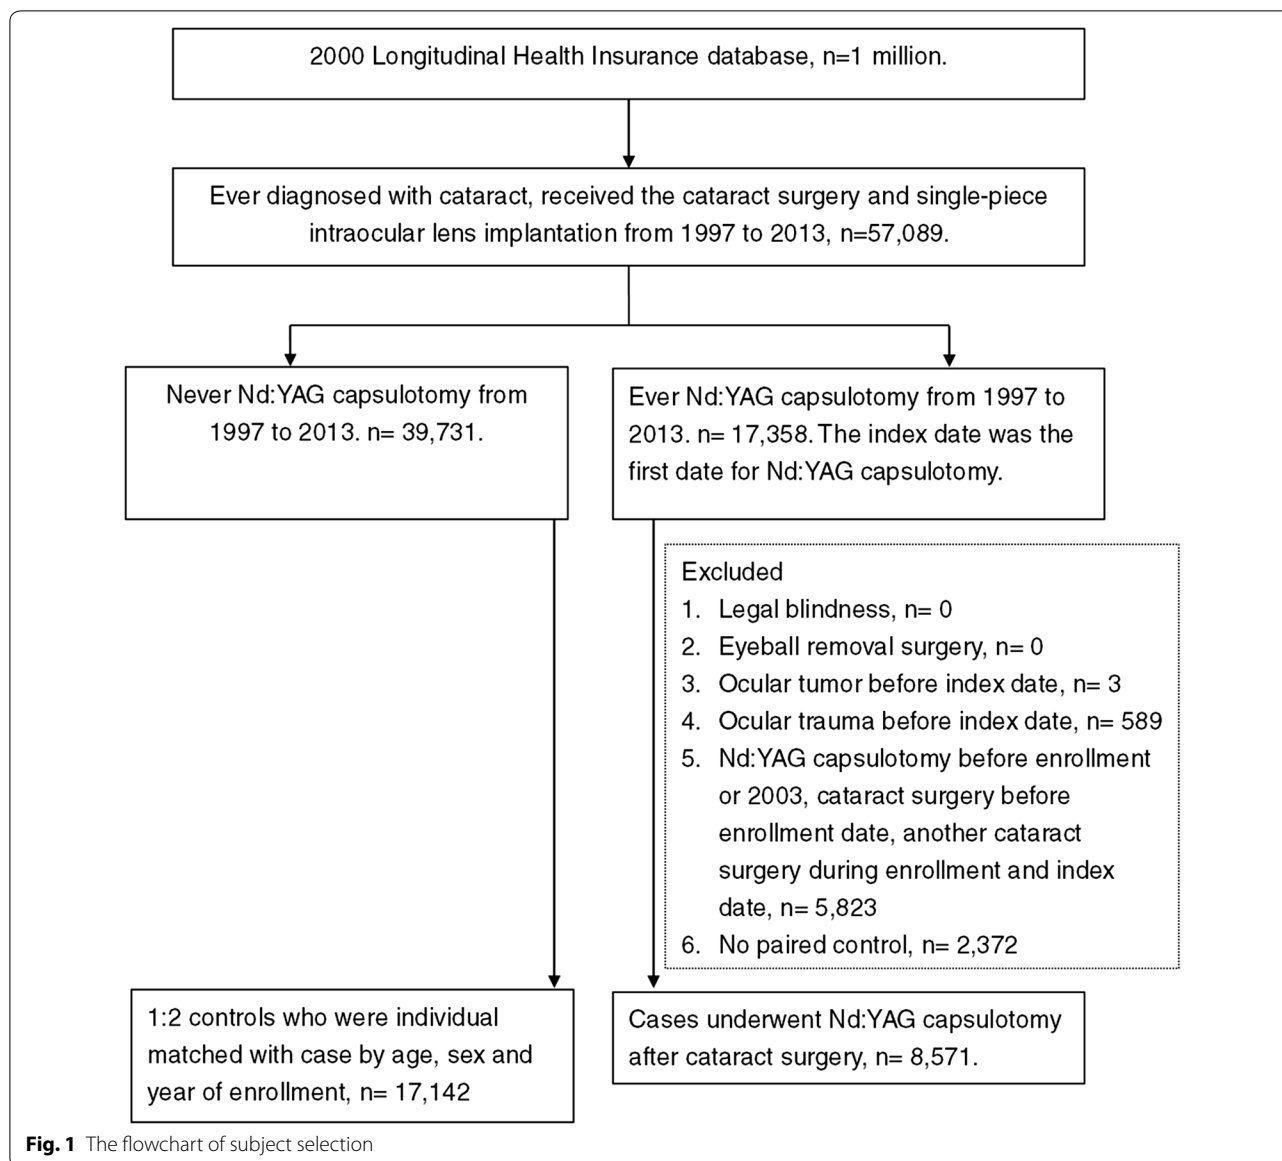 2000 Longitudinal Health Insurance database, n=1 million.
Ever diagnosed with cataract, received the cataract surgery and single-piece
intraocular lens implantation from 1997 to 2013, n=57,089.
Never Nd:YAG capsulotomy from
1997 to 2013. n= 39,731.
Ever Nd:YAG capsulotomy from 1997 to
2013. n= 17,358. The index date was the
first date for Nd:YAG capsulotomy.
Excluded
1. Legal blindness, n= 0
2. Eyeball removal surgery, n= 0
3. Ocular tumor before index date, n= 3
4. Ocular trauma before index date, n= 589
5. Nd:YAG capsulotomy before enrollment
or 2003, cataract surgery before
enrollment date, another cataract
surgery during enrollment and index
date, n= 5,823
6. No paired control, n= 2,372
1:2 controls who were individual
matched with case by age, sex and
year of enrollment, n= 17,142
Cases underwent Nd:YAG capsulotomy
after cataract surgery, n= 8,571.
Fig. 1 The flowchart of subject selection